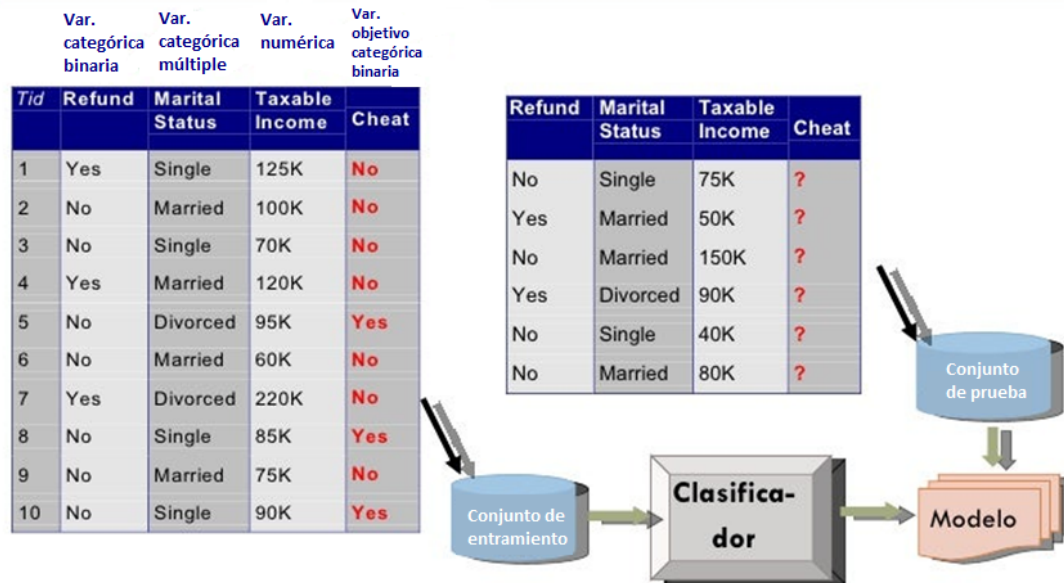 Var. categórica binaria
Var. categórica múltiple
Var. numérica
Var. objetivo categórica binaria
Tid Refund Marital Status Taxable Income Cheat
1 Yes Single 125K No
2 No Married 100K No
3 No Single 70K No
4 Yes Married 120K No
5 No Divorced 95K Yes
6 No Married 60K No
7 Yes Divorced 220K No
8 No Single 85K Yes
9 No Married 75K No
10 No Single 90K Yes
Refund Marital Status Taxable Income Cheat
No Single 75K ?
Yes Married 50K ?
No Married 150K ?
Yes Divorced 90K ?
No Single 40K ?
No Married 80K ?
Conjunto
de prueba
Conjunto de
entramiento
Clasifica-
dor
Modelo